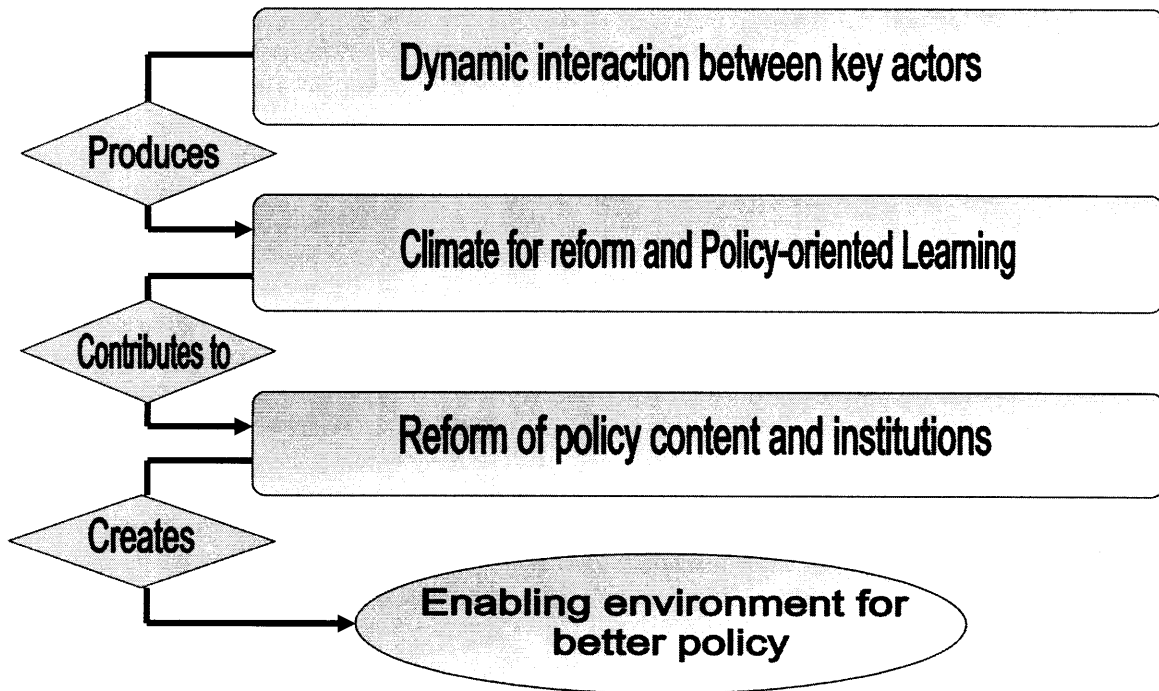 Dynamic interaction between key actors
Produces
Climate for reform and Policy-oriented Learning
Contributes to
Reform of policy content and institutions
Creates
Enabling environment for
better policy